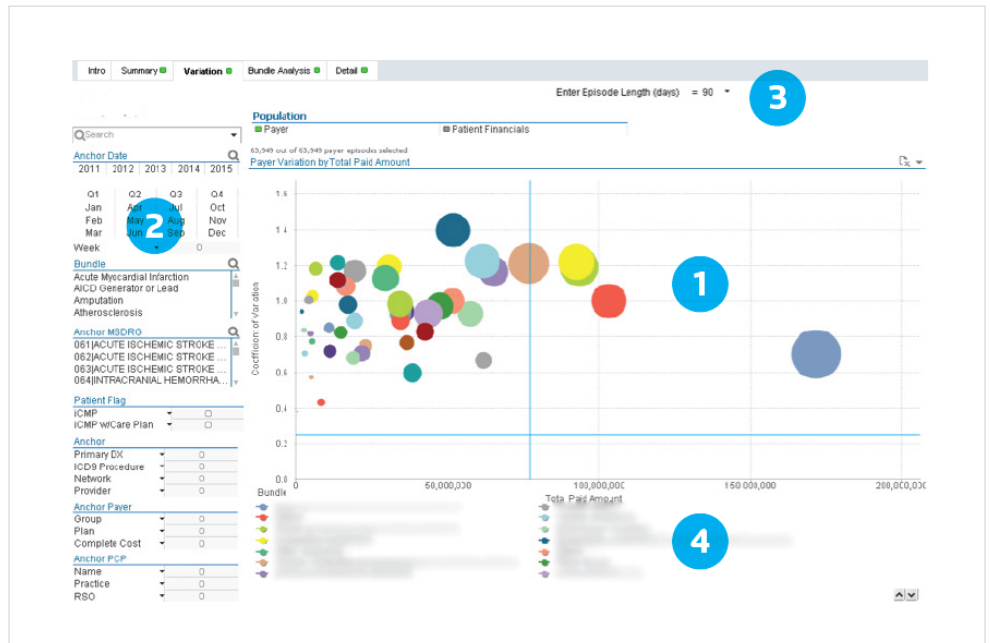 Intro Summary Variation Bundle Analysis Detail
Enter Episode Length (days) = 90
3
Population
Payer Patient Financials
Search
63,949 out of 63,949 payer episodes selected
Payer Variation by Total Paid Amount
Anchor Date
2011 2012 2013 2014 2015
Q1 Q2 Q3 Q4
Jan Apr Jul Oct
Feb May Aug Nov
Mar Jun Sep Dec
2
Week 0
Bundle
Acute Myocardial Infarction
AICD Generator or Lead
Amputation
Atherosclerosis
Anchor MSDRG
061|ACUTE ISCHEMIC STROKE ...
062|ACUTE ISCHEMIC STROKE ...
063|ACUTE ISCHEMIC STROKE ...
064|INTRACRANIAL HEMORRHA...
Patient Flag
iCMP 0
iCMP w/Care Plan 0
Anchor
Primary DX 0
ICD9 Procedure 0
Network 0
Provider 0
Anchor Payer
Group 0
Plan 0
Complete Cost 0
Anchor PCP
Name 0
Practice 0
RSO 0
Coefficient of Variation
1.6
1.4
1.2
1.0
0.8
0.6
0.4
0.2
0.0
1
0 50,000,000 100,000,000 150,000,000 200,000,000
Total Paid Amount
Bundle
4